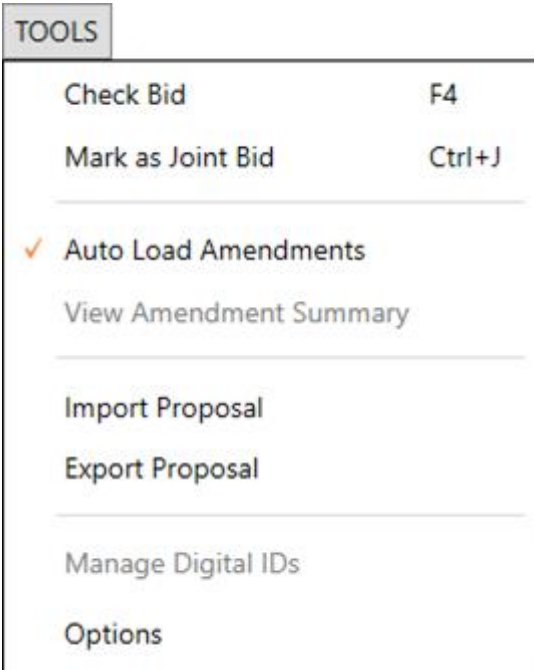 TOOLS
Check Bid F4
Mark as Joint Bid Ctrl+J
✓ Auto Load Amendments
View Amendment Summary
Import Proposal
Export Proposal
Manage Digital IDs
Options